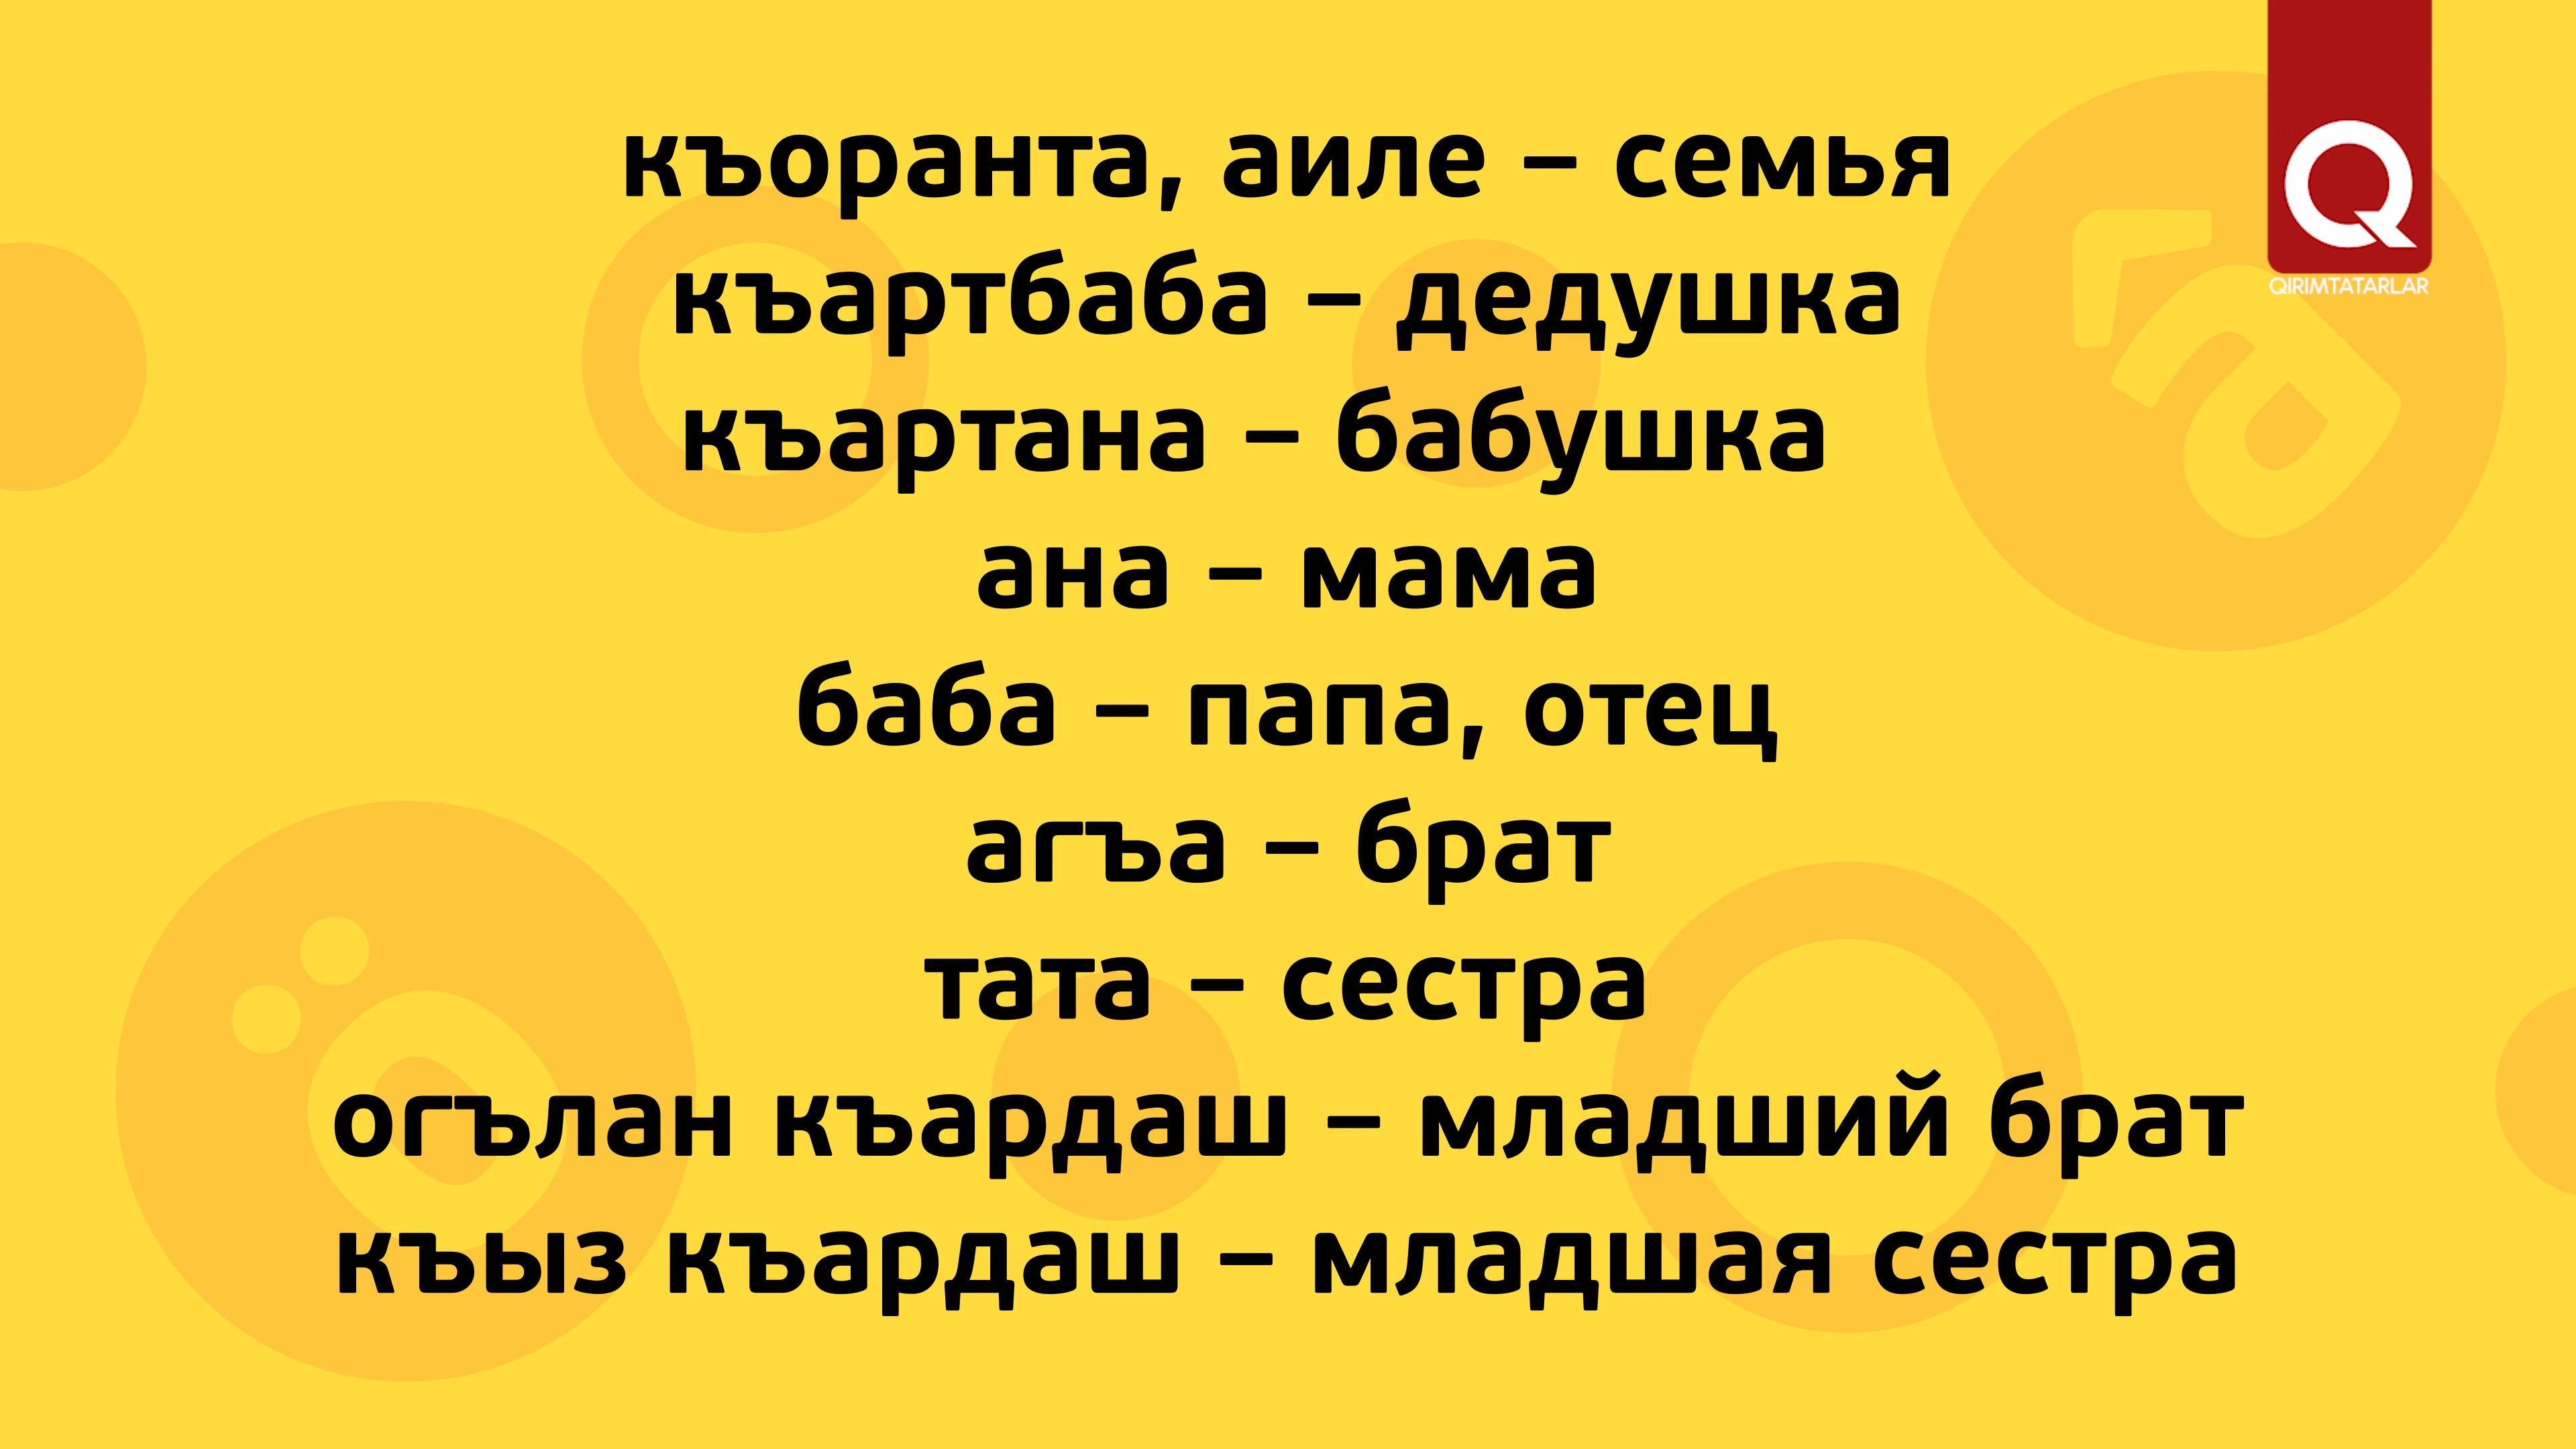 къоранта, аиле – семья
къартбаба – дедушка
къартана – бабушка
ана – мама
баба – папа, отец
агъа – брат
тата – сестра
огълан къардаш – младший брат
къыз къардаш – младшая сестра
Q
QIRIMTATARLAR